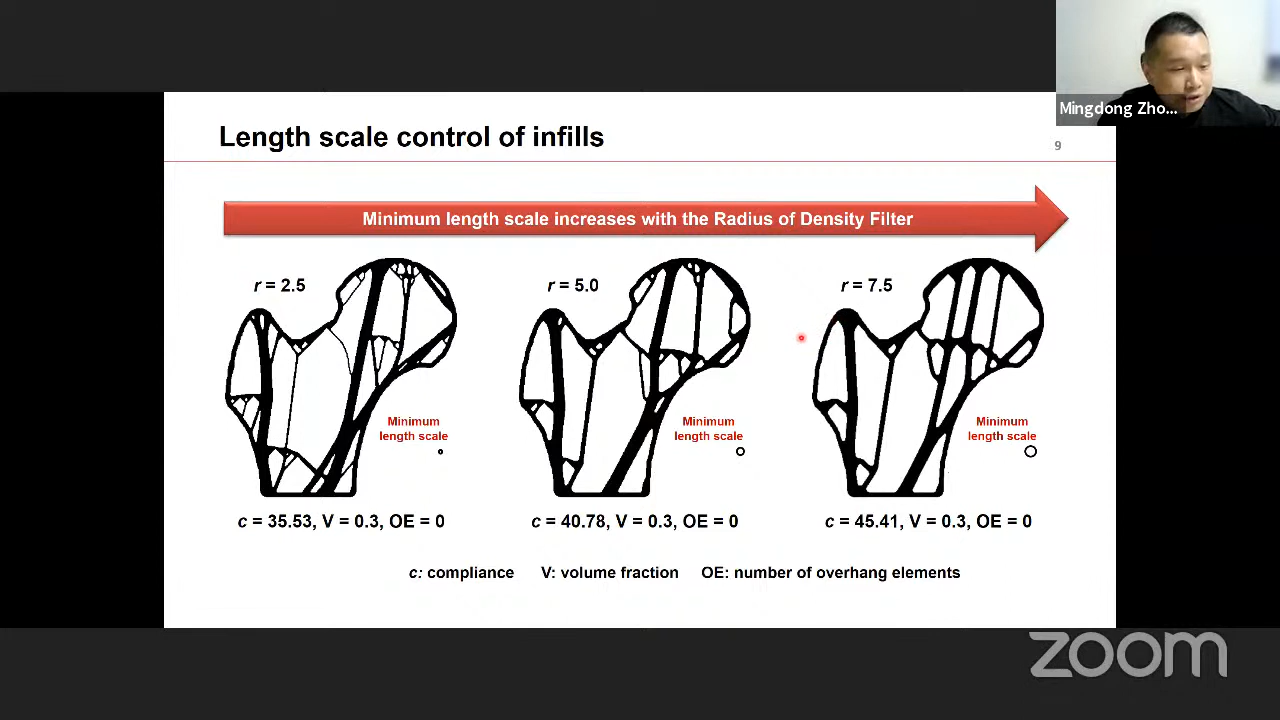 Mingdong Zho...
Length scale control of infills
9
Minimum length scale increases with the Radius of Density Filter
r = 2.5
r = 5.0
r = 7.5
Minimum
length scale
Minimum
length scale
Minimum
length scale
c = 35.53, V = 0.3, OE = 0
c = 40.78, V = 0.3, OE = 0
c = 45.41, V = 0.3, OE = 0
c: compliance V: volume fraction OE: number of overhang elements
zoom